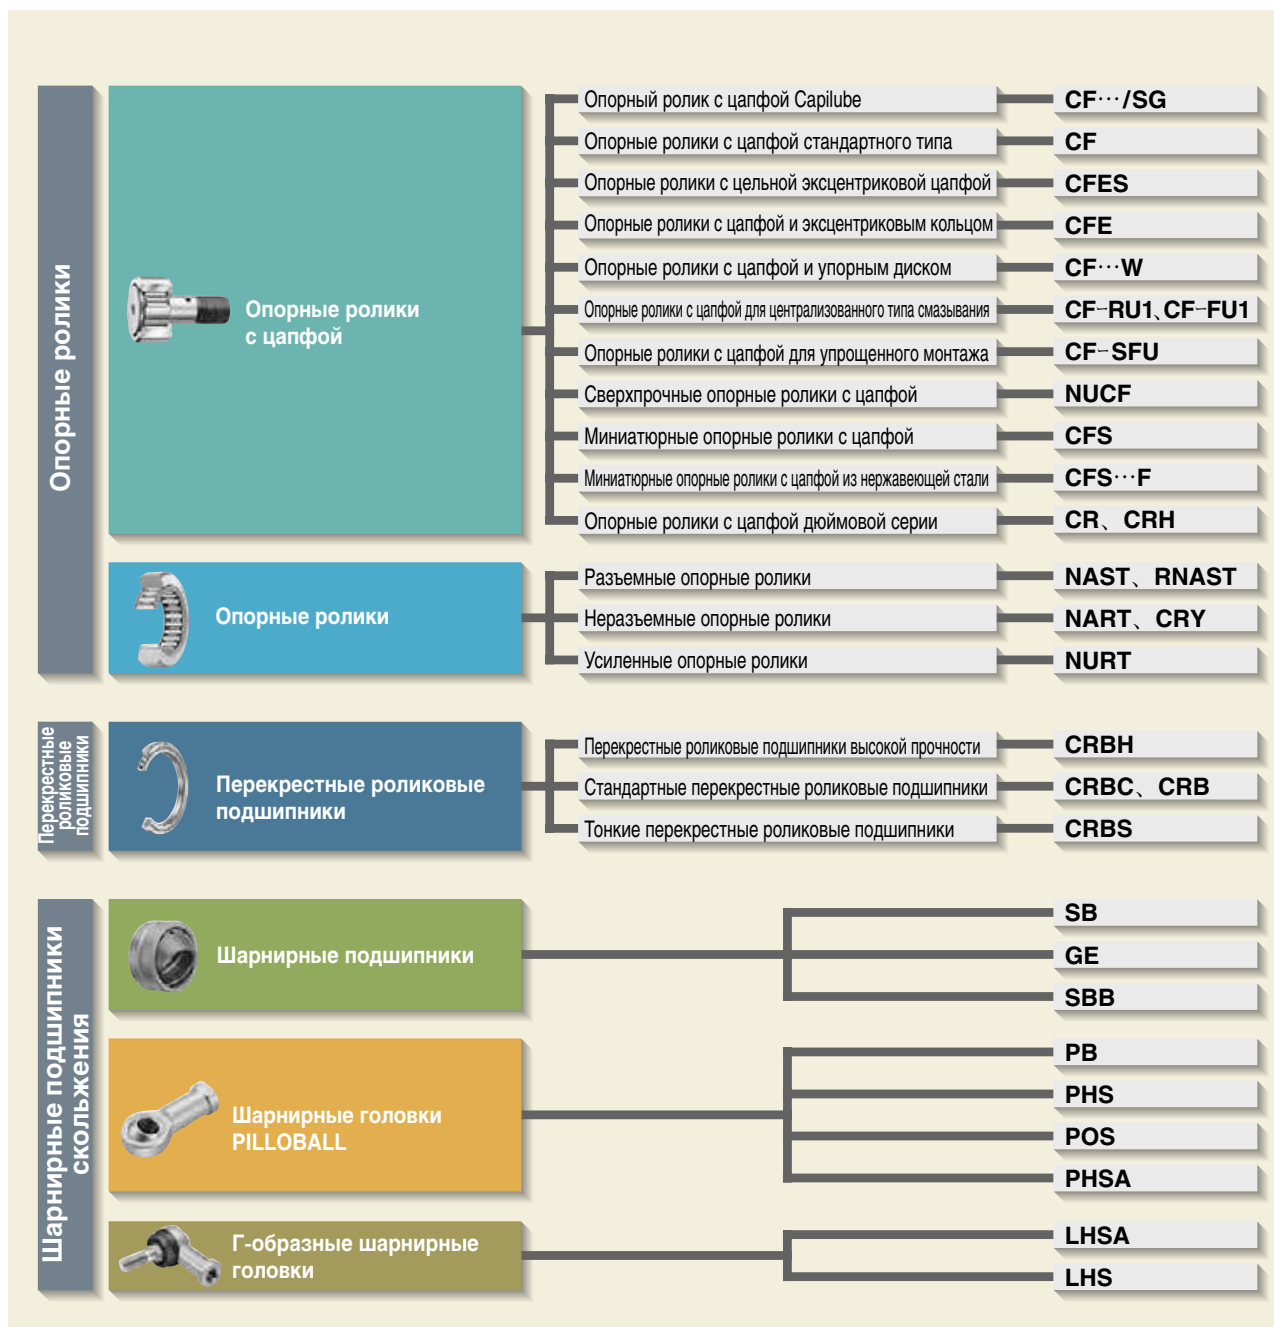 Опорные ролики
Опорные ролики
с цапфой
Опорный ролик с цапфой Capilube
CF···/SG
Опорные ролики с цапфой стандартного типа
CF
Опорные ролики с цельной эксцентриковой цапфой
CFES
Опорные ролики с цапфой и эксцентриковым кольцом
CFE
Опорные ролики с цапфой и упорным диском
CF···W
Опорные ролики с цапфой для централизованного типа смазывания
CF-RU1、CF-FU1
Опорные ролики с цапфой для упрощенного монтажа
CF-SFU
Сверхпрочные опорные ролики с цапфой
NUCF
Миниатюрные опорные ролики с цапфой
CFS
Миниатюрные опорные ролики с цапфой из нержавеющей стали
CFS···F
Опорные ролики с цапфой дюймовой серии
CR、CRH
Опорные ролики
Разъемные опорные ролики
NAST、RNAST
Неразъемные опорные ролики
NART、CRY
Усиленные опорные ролики
NURT
Перекрестные
роликовые
подшипники
Перекрестные роликовые
подшипники
Перекрестные роликовые подшипники высокой прочности
CRBH
Стандартные перекрестные роликовые подшипники
CRBC、CRB
Тонкие перекрестные роликовые подшипники
CRBS
Шарнирные подшипники
скольжения
Шарнирные подшипники
SB
GE
SBB
Шарнирные головки
PILLOBALL
PB
PHS
POS
PHSA
Г-образные шарнирные
головки
LHSA
LHS